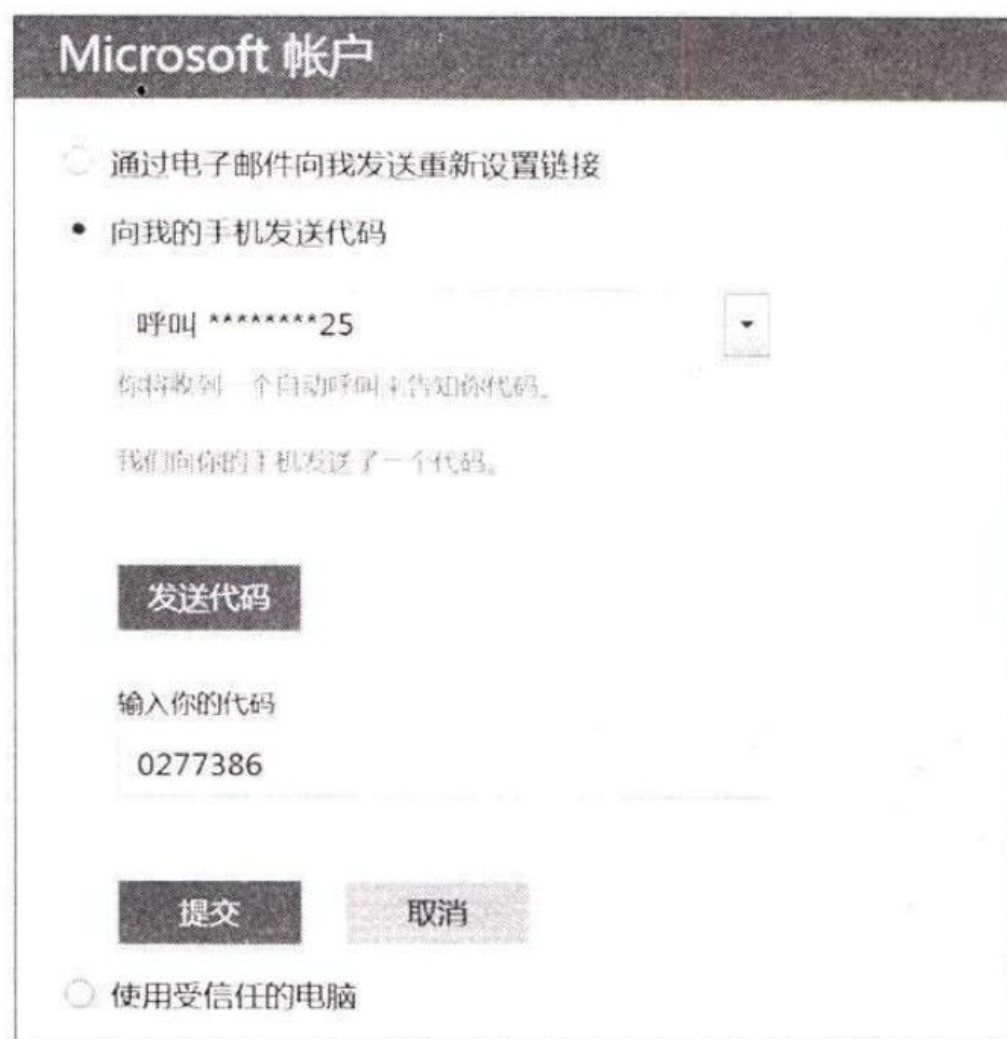 Microsoft 帐户
通过电子邮件向我发送重新设置链接
向我的手机发送代码
呼叫 ********25
你将收到一个自动呼叫来告知你代码。
我们向你的手机发送了一个代码。
发送代码
输入你的代码
0277386
提交
取消
使用受信任的电脑